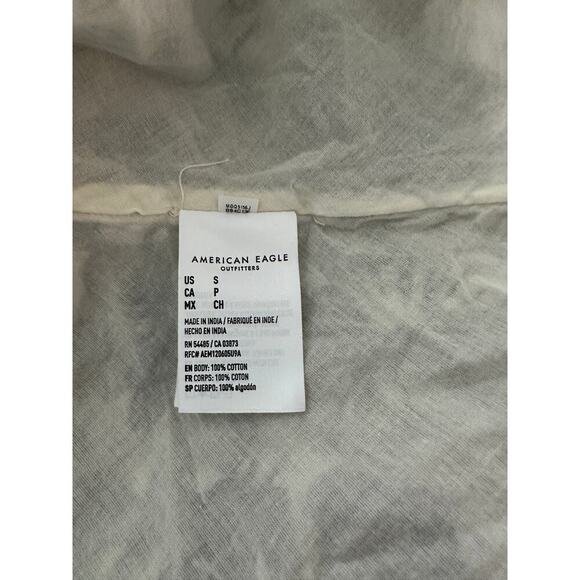 AMERICAN EAGLE
OUTFITTERS
US S
CA P
MX CH
MADE IN INDIA / FABRIQUÉ EN INDE /
HECHO EN INDIA
RN 54485 / CA 03873
RFC# AEM120605U9A
EN BODY: 100% COTTON
FR CORPS: 100% COTON
SP CUERPO: 100% algodón